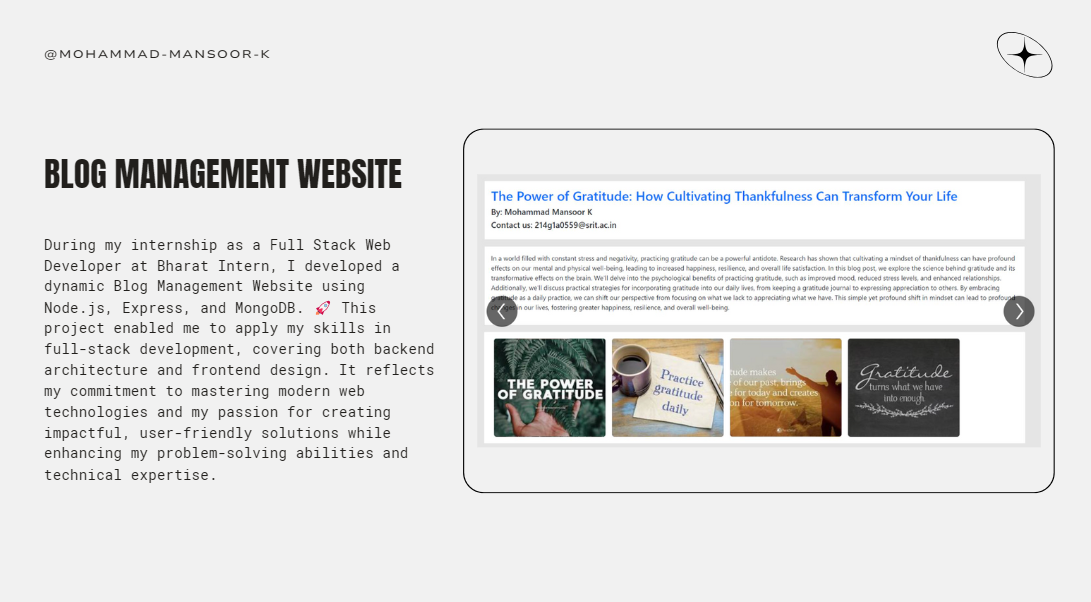 @MOHAMMAD-MANSOOR-K
BLOG MANAGEMENT WEBSITE
During my internship as a Full Stack Web
Developer at Bharat Intern, I developed a
dynamic Blog Management Website using
Node.js, Express, and MongoDB. 🚀 This
project enabled me to apply my skills in
full-stack development, covering both backend
architecture and frontend design. It reflects
my commitment to mastering modern web
technologies and my passion for creating
impactful, user-friendly solutions while
enhancing my problem-solving abilities and
technical expertise.
The Power of Gratitude: How Cultivating Thankfulness Can Transform Your Life
By: Mohammad Mansoor K
Contact us: 214g1a0559@srit.ac.in
In a world filled with constant stress and negativity, practicing gratitude can be a powerful antidote. Research has shown that cultivating a mindset of thankfulness can have profound
effects on our mental and physical well-being, leading to increased happiness, resilience, and overall life satisfaction. In this blog post, we explore the science behind gratitude and its
transformative effects on the brain. We'll delve into the psychological benefits of practicing gratitude, such as improved mood, reduced stress levels, and enhanced relationships.
Additionally, we'll discuss practical strategies for incorporating gratitude into our daily lives, from keeping a gratitude journal to expressing appreciation to others. By embracing
gratitude as a daily practice, we can shift our perspective from focusing on what we lack to appreciating what we have. This simple yet profound shift in mindset can lead to profound
changes in our lives, fostering greater happiness, resilience, and overall well-being.
THE POWER
OF GRATITUDE
Practice
gratitude
daily
tude makes
of our past, brings
for today and creates
on for tomorrow.
Gratitude
turns what we have
into enough